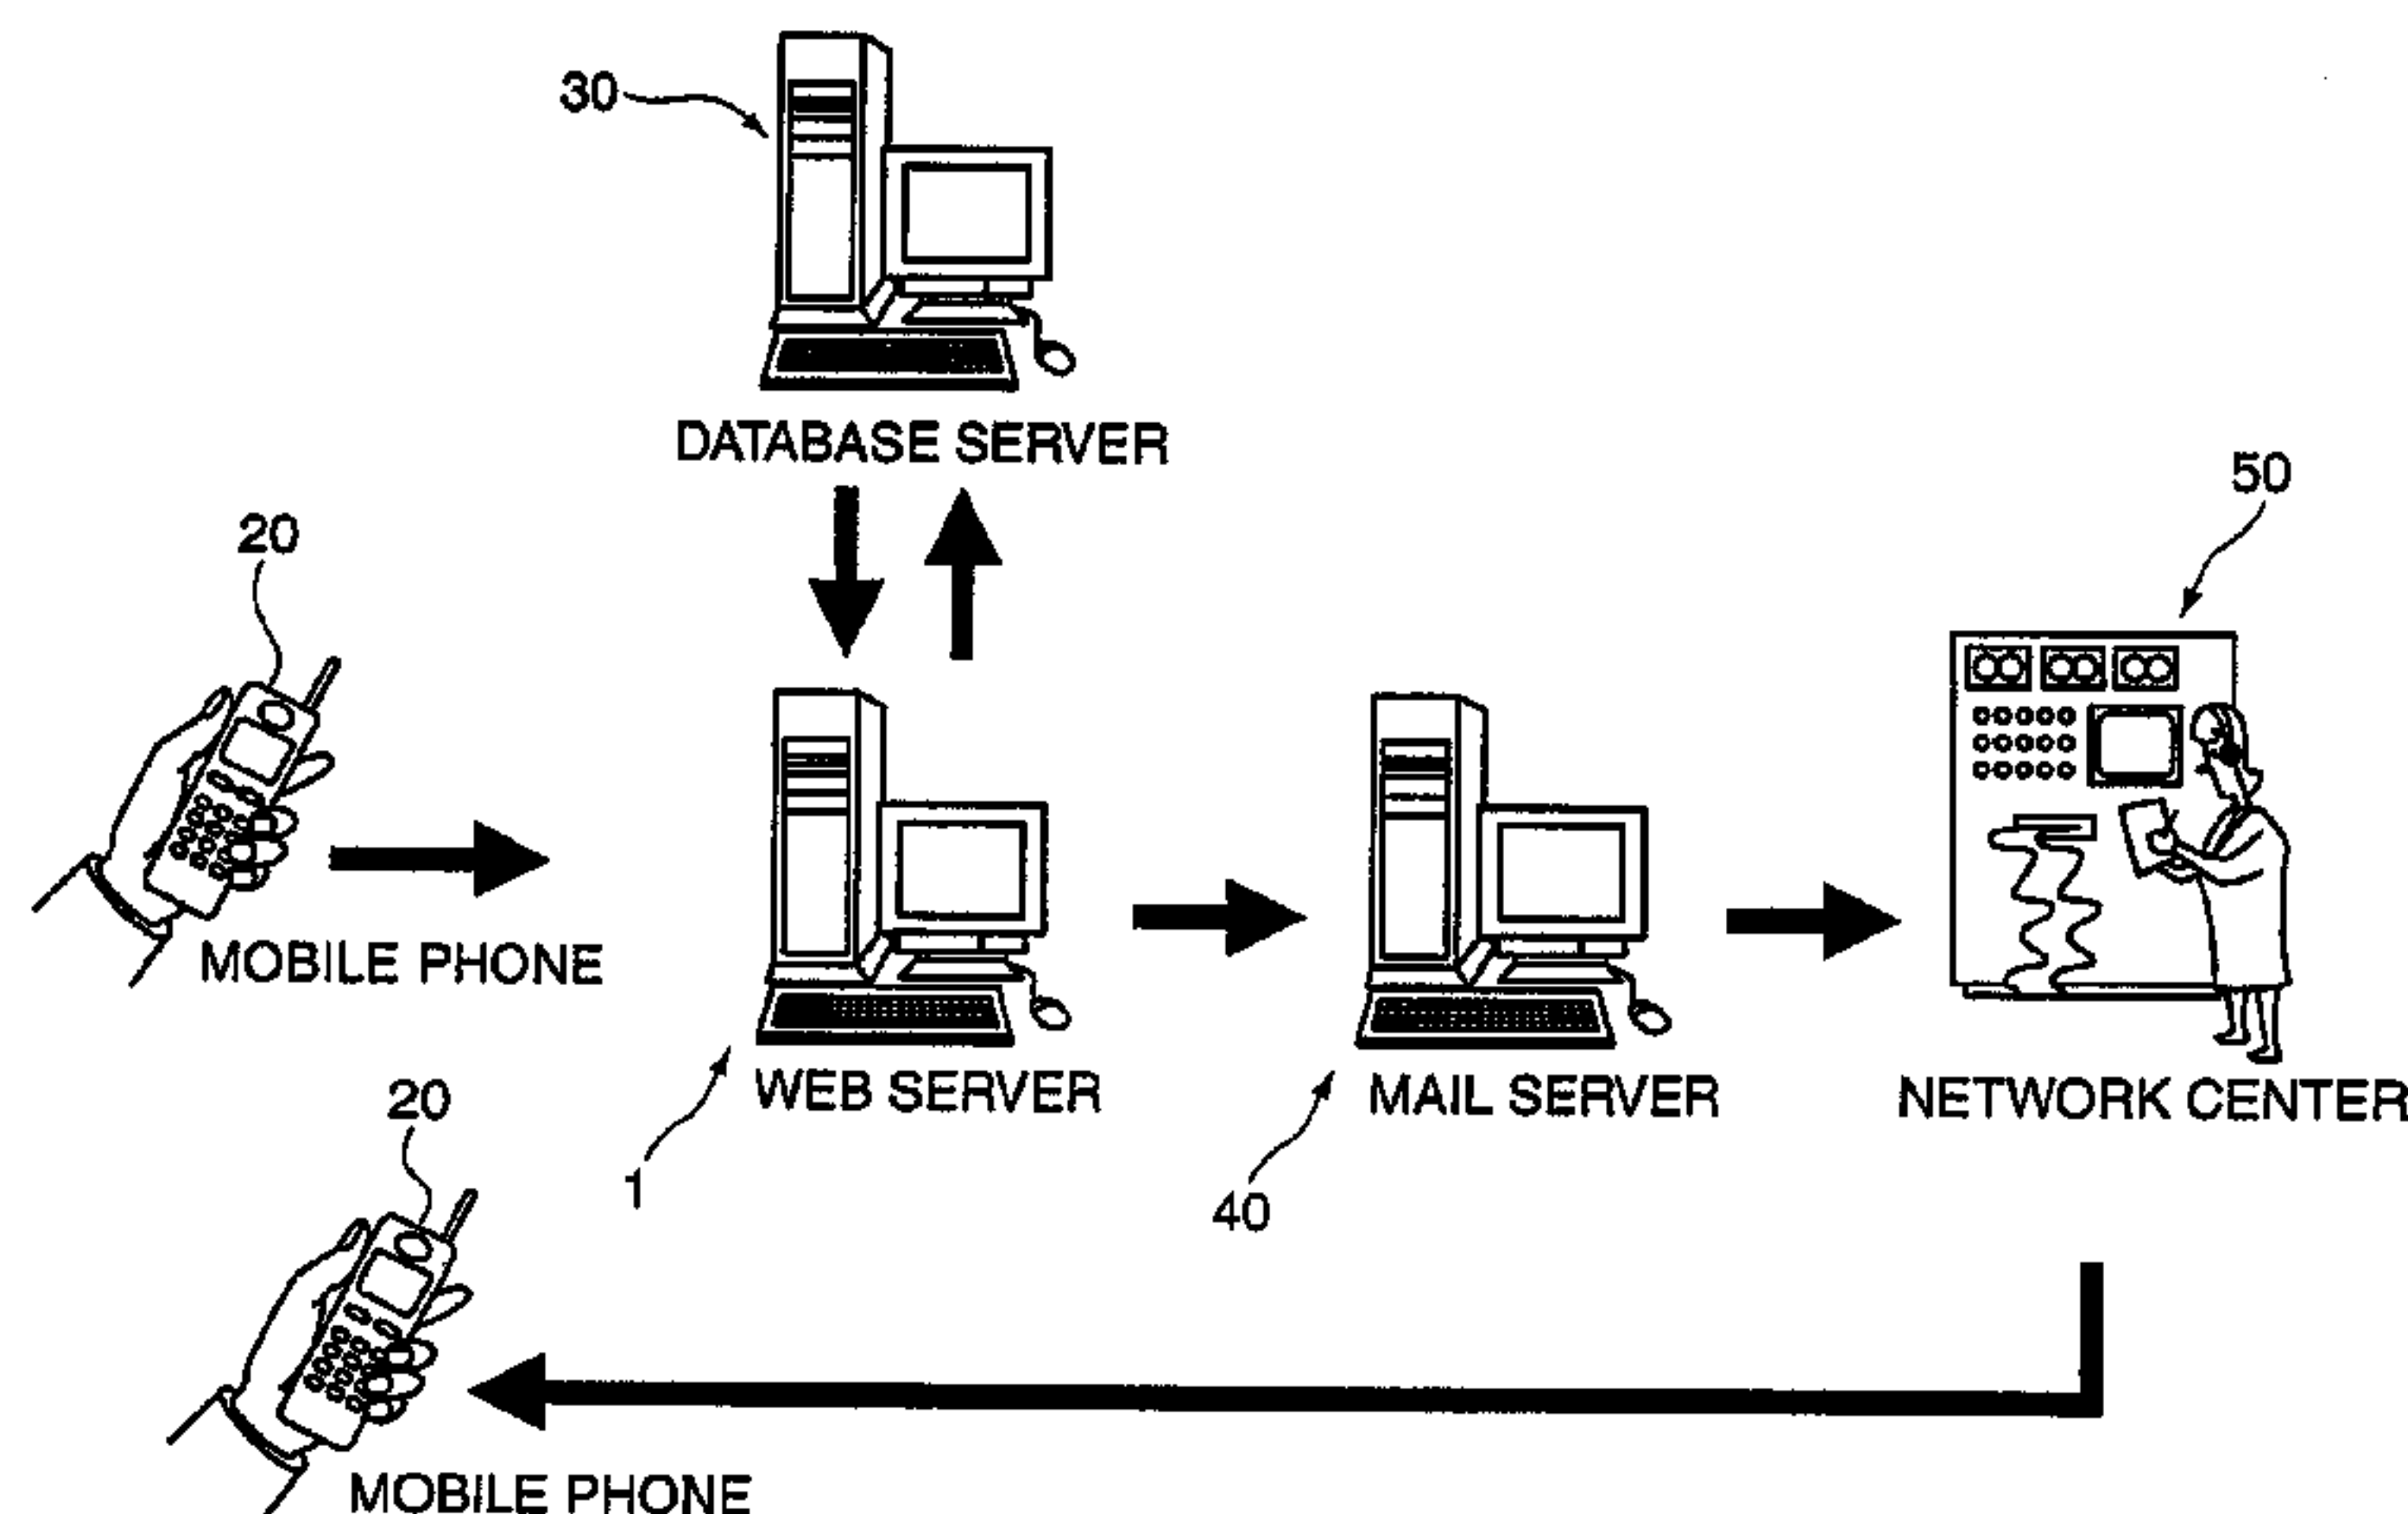 30
DATABASE SERVER
50
20
MOBILE PHONE
WEB SERVER
MAIL SERVER
NETWORK CENTER
20
1
40
MOBILE PHONE